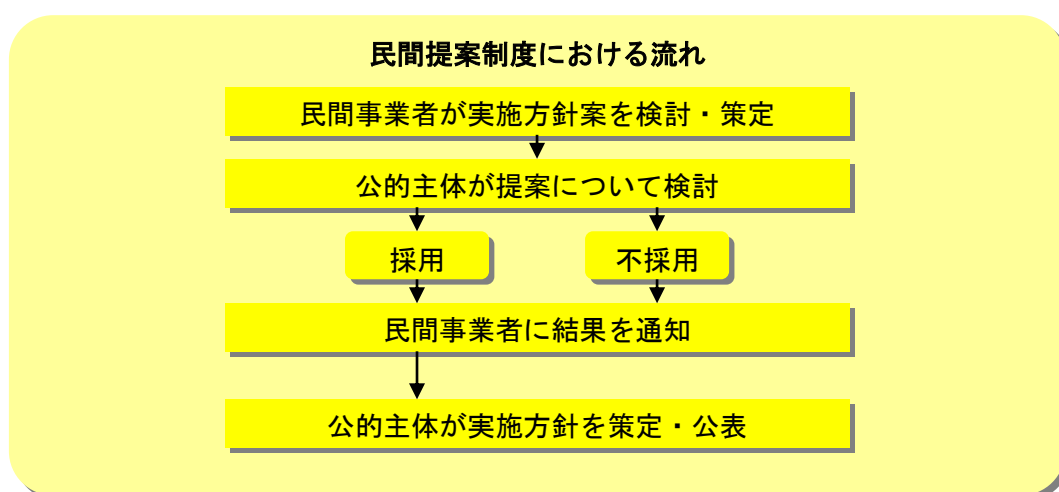 民間提案制度における流れ
民間事業者が実施方針案を検討・策定
公的主体が提案について検討
採用
不採用
民間事業者に結果を通知
公的主体が実施方針を策定・公表